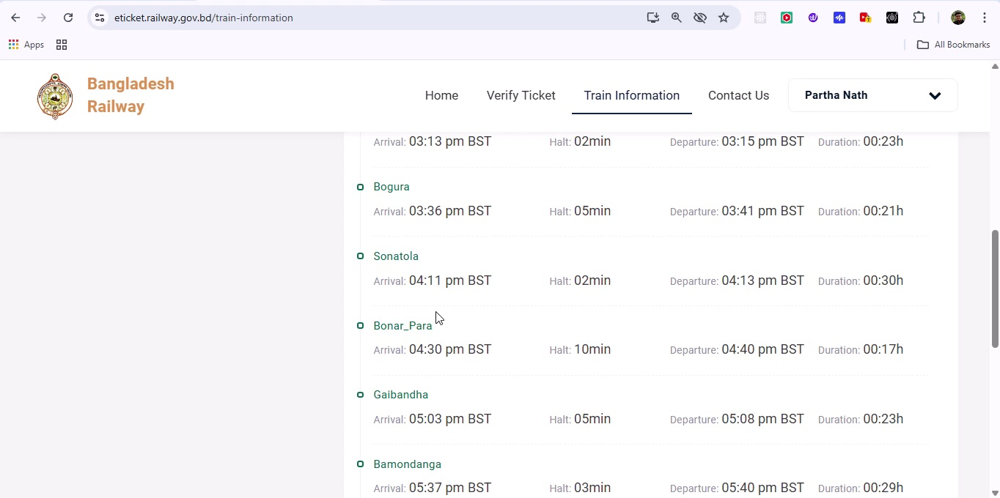 eticket.railway.gov.bd/train-information
Apps
All Bookmarks
Bangladesh
Railway
Home
Verify Ticket
Train Information
Contact Us
Partha Nath
Arrival: 03:13 pm BST Halt: 02min Departure: 03:15 pm BST Duration: 00:23h
Bogura
Arrival: 03:36 pm BST Halt: 05min Departure: 03:41 pm BST Duration: 00:21h
Sonatola
Arrival: 04:11 pm BST Halt: 02min Departure: 04:13 pm BST Duration: 00:30h
Bonar_Para
Arrival: 04:30 pm BST Halt: 10min Departure: 04:40 pm BST Duration: 00:17h
Gaibandha
Arrival: 05:03 pm BST Halt: 05min Departure: 05:08 pm BST Duration: 00:23h
Bamondanga
Arrival: 05:37 pm BST Halt: 03min Departure: 05:40 pm BST Duration: 00:29h